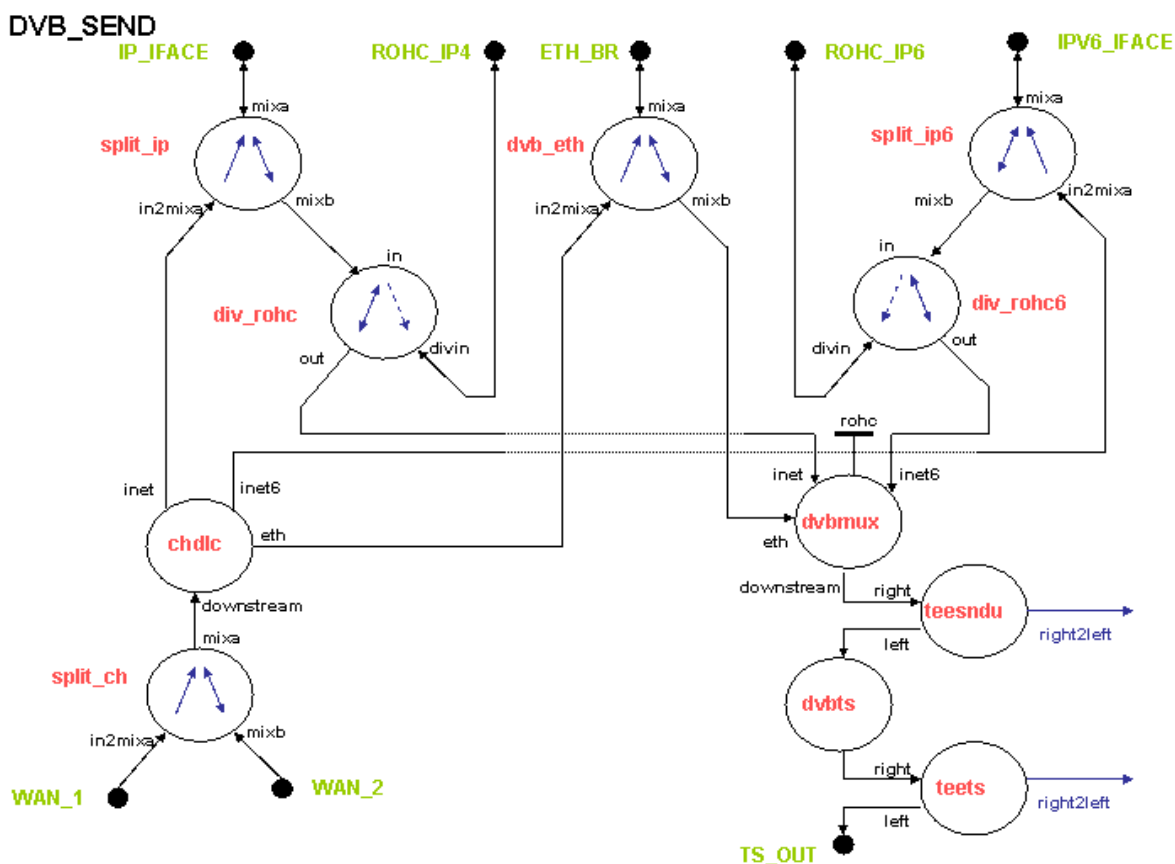 DVB_SEND
IP_IFACE
ROHC_IP4
ETH_BR
ROHC_IP6
IPV6_IFACE
mixa
mixa
mixa
split_ip
dvb_eth
split_ip6
in2mixa
mixb
in2mixa
mixb
mixb
in2mixa
in
in
div_rohc
div_rohc6
out
divin
divin
out
rohc
inet
inet6
inet
inet6
chdlc
eth
dvbmux
eth
downstream
downstream
right
teesndu
right2left
mixa
left
split_ch
dvbts
in2mixa
mixb
right
teets
right2left
WAN_1
WAN_2
left
TS_OUT